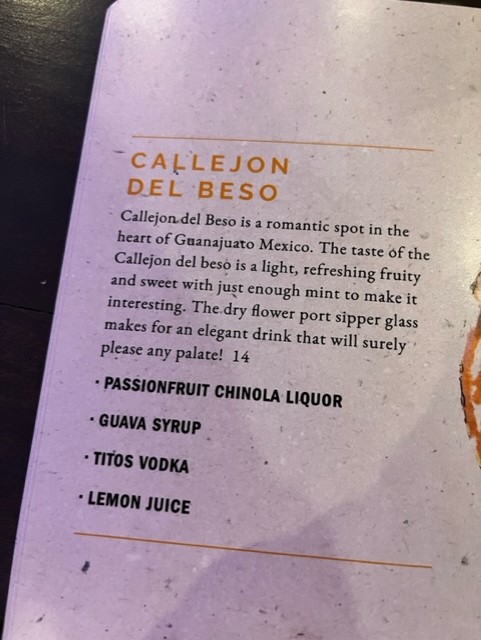 CALLEJON
DEL BESO
Callejon del Beso is a romantic spot in the
heart of Guanajuato Mexico. The taste of the
Callejon del beso is a light, refreshing fruity
and sweet with just enough mint to make it
interesting. The dry flower port sipper glass
makes for an elegant drink that will surely
please any palate! 14
· PASSIONFRUIT CHINOLA LIQUOR
· GUAVA SYRUP
· TITOS VODKA
· LEMON JUICE